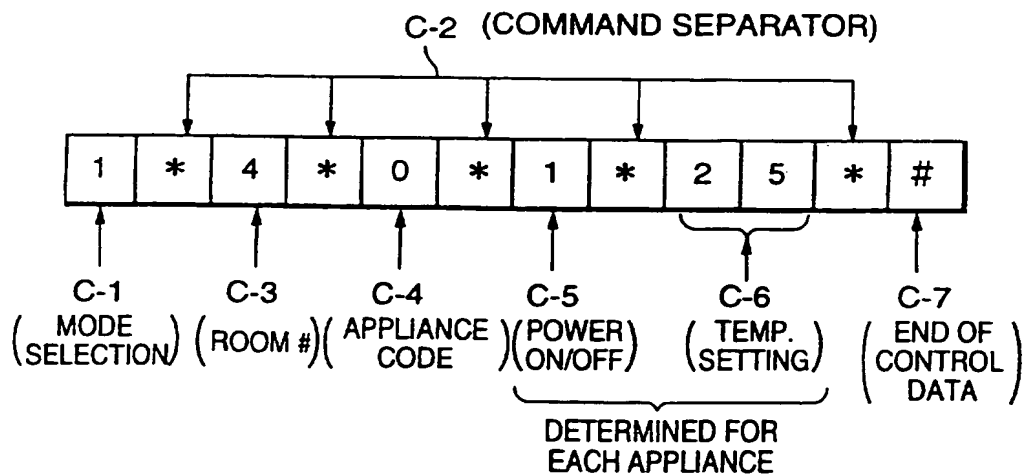 C-2 (COMMAND SEPARATOR)
1 * 4 * 0 * 1 * 2 5 * #
C-1 C-3 C-4 C-5 C-6 C-7
(MODE SELECTION) (ROOM #) (APPLIANCE CODE) (POWER ON/OFF) (TEMP. SETTING) (END OF CONTROL DATA)
DETERMINED FOR
EACH APPLIANCE